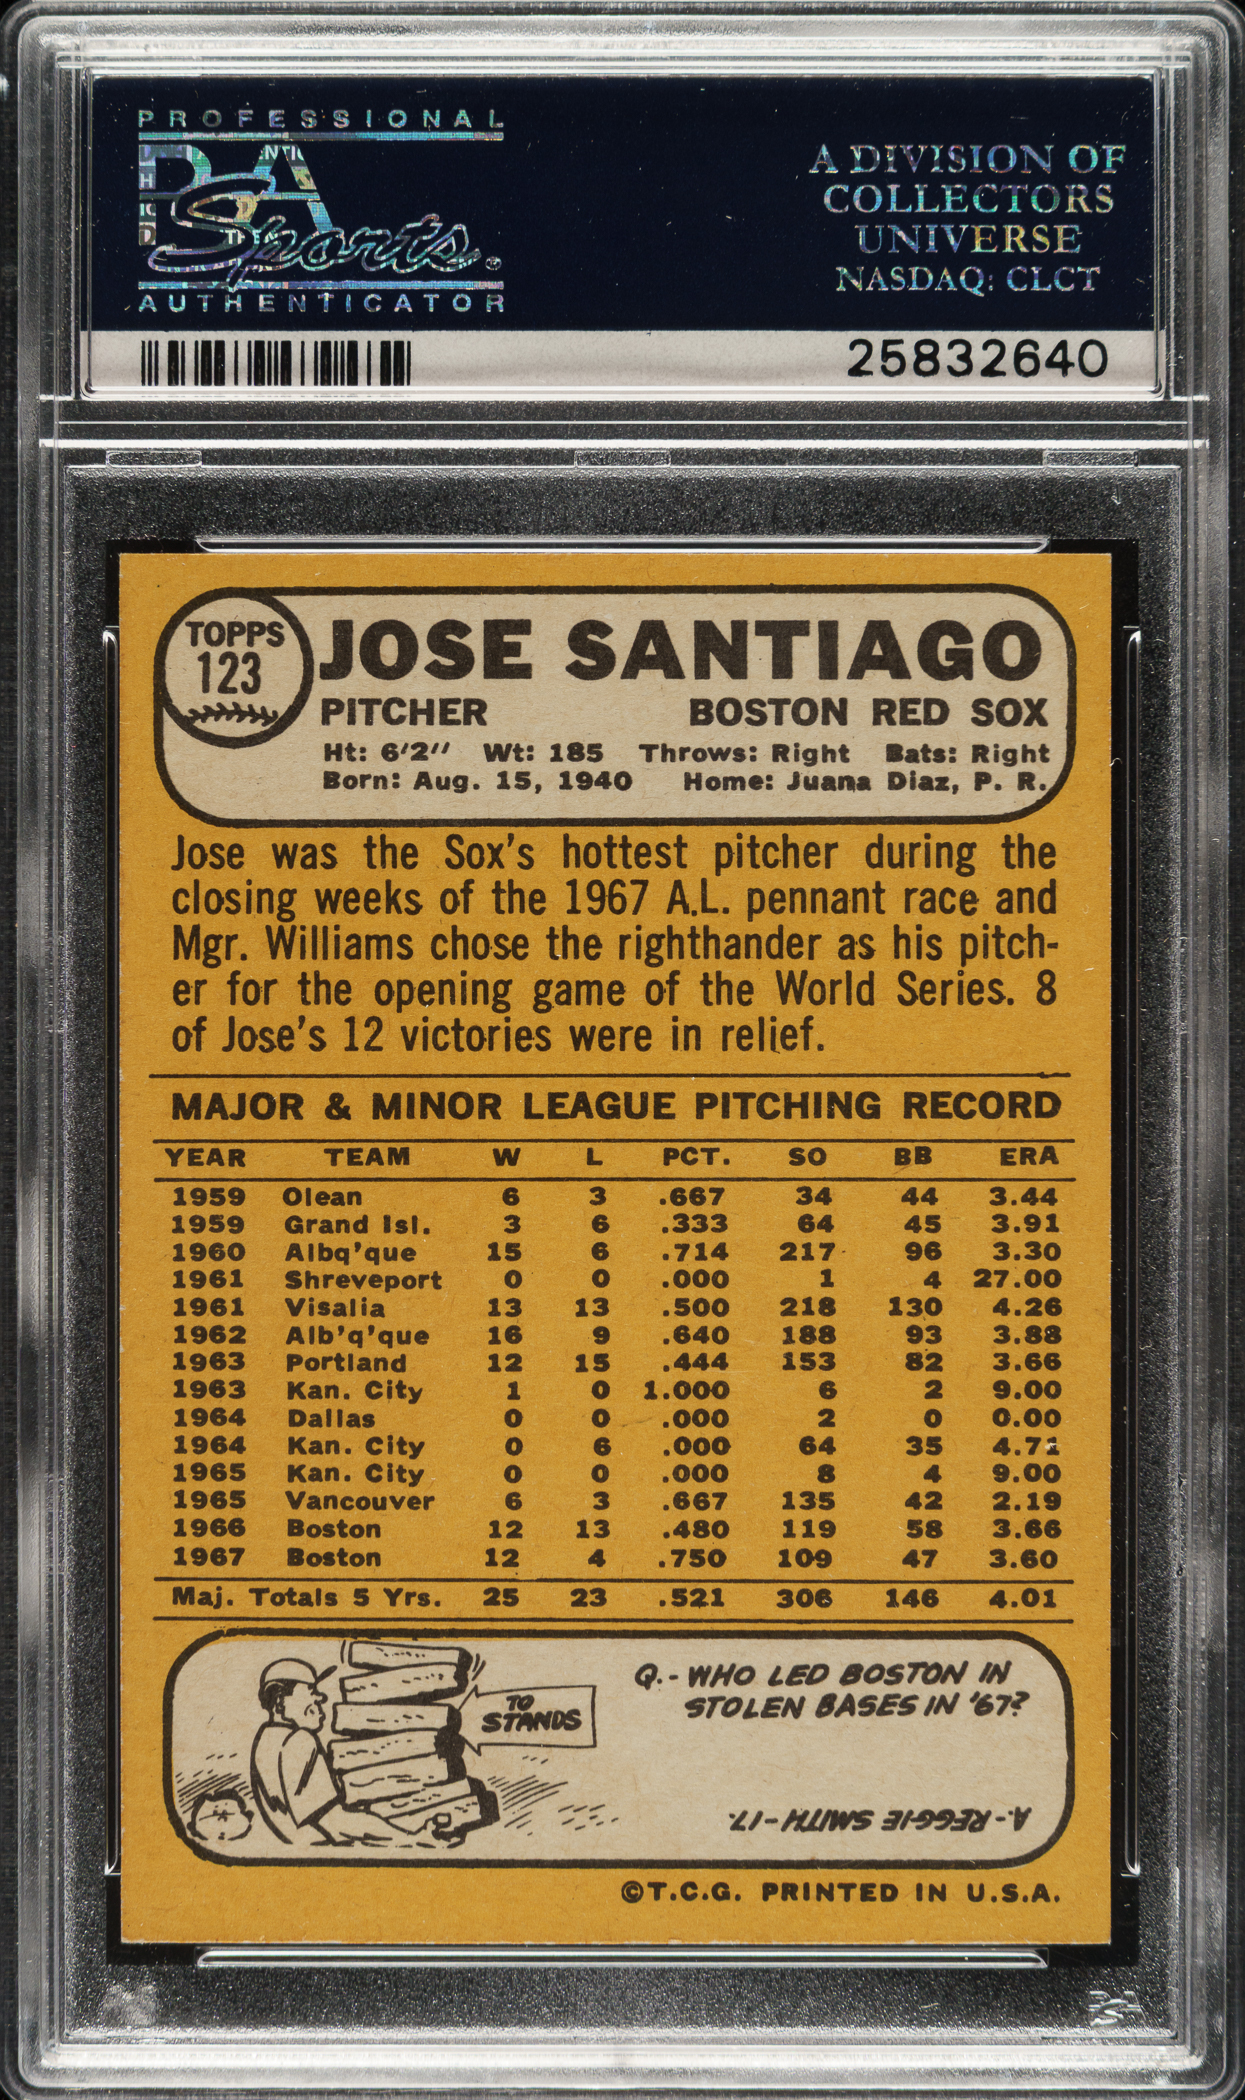 PROFESSIONAL
PSA
Sports
AUTHENTICATOR
A DIVISION OF
COLLECTORS
UNIVERSE
NASDAQ: CLCT
25832640
TOPPS
123
JOSE SANTIAGO
PITCHER BOSTON RED SOX
Ht: 6'2" Wt: 185 Throws: Right Bats: Right
Born: Aug. 15, 1940 Home: Juana Diaz, P. R.
Jose was the Sox's hottest pitcher during the
closing weeks of the 1967 A.L. pennant race and
Mgr. Williams chose the righthander as his pitch-
er for the opening game of the World Series. 8
of Jose's 12 victories were in relief.
MAJOR & MINOR LEAGUE PITCHING RECORD
YEAR TEAM W L PCT. SO BB ERA
1959 Olean 6 3 .667 34 44 3.44
1959 Grand Isl. 3 6 .333 64 45 3.91
1960 Albq'que 15 6 .714 217 96 3.30
1961 Shreveport 0 0 .000 1 4 27.00
1961 Visalia 13 13 .500 218 130 4.26
1962 Alb'q'que 16 9 .640 188 93 3.88
1963 Portland 12 15 .444 153 82 3.66
1963 Kan. City 1 0 1.000 6 2 9.00
1964 Dallas 0 0 .000 2 0 0.00
1964 Kan. City 0 6 .000 64 35 4.71
1965 Kan. City 0 0 .000 8 4 9.00
1965 Vancouver 6 3 .667 135 42 2.19
1966 Boston 12 13 .480 119 58 3.66
1967 Boston 12 4 .750 109 47 3.60
Maj. Totals 5 Yrs. 25 23 .521 306 146 4.01
TO
STANDS
Q.- WHO LED BOSTON IN
STOLEN BASES IN '67?
A.- REGGIE SMITH - 17.
©T.C.G. PRINTED IN U.S.A.